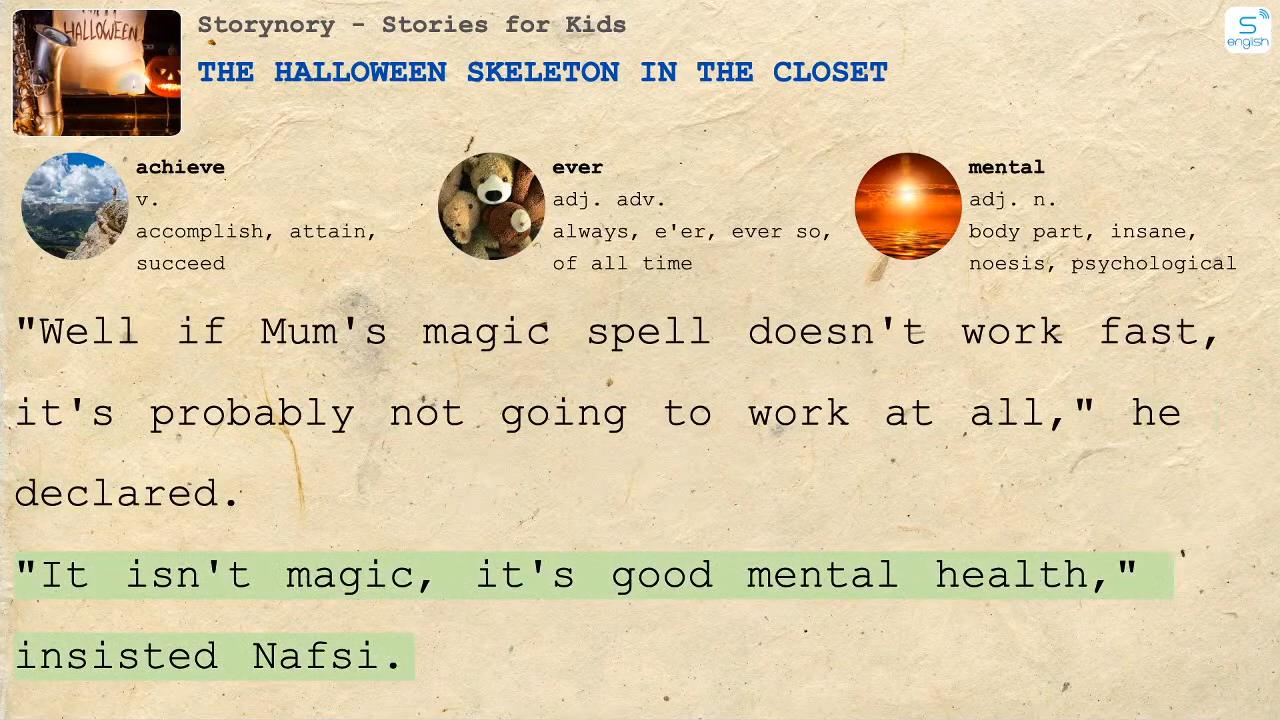 HALLOWEEN
Storynory - Stories for Kids
THE HALLOWEEN SKELETON IN THE CLOSET
S
english
achieve
v.
accomplish, attain,
succeed
ever
adj. adv.
always, e'er, ever so,
of all time
mental
adj. n.
body part, insane,
noesis, psychological
"Well if Mum's magic spell doesn't work fast,
it's probably not going to work at all," he
declared.
"It isn't magic, it's good mental health,"
insisted Nafsi.